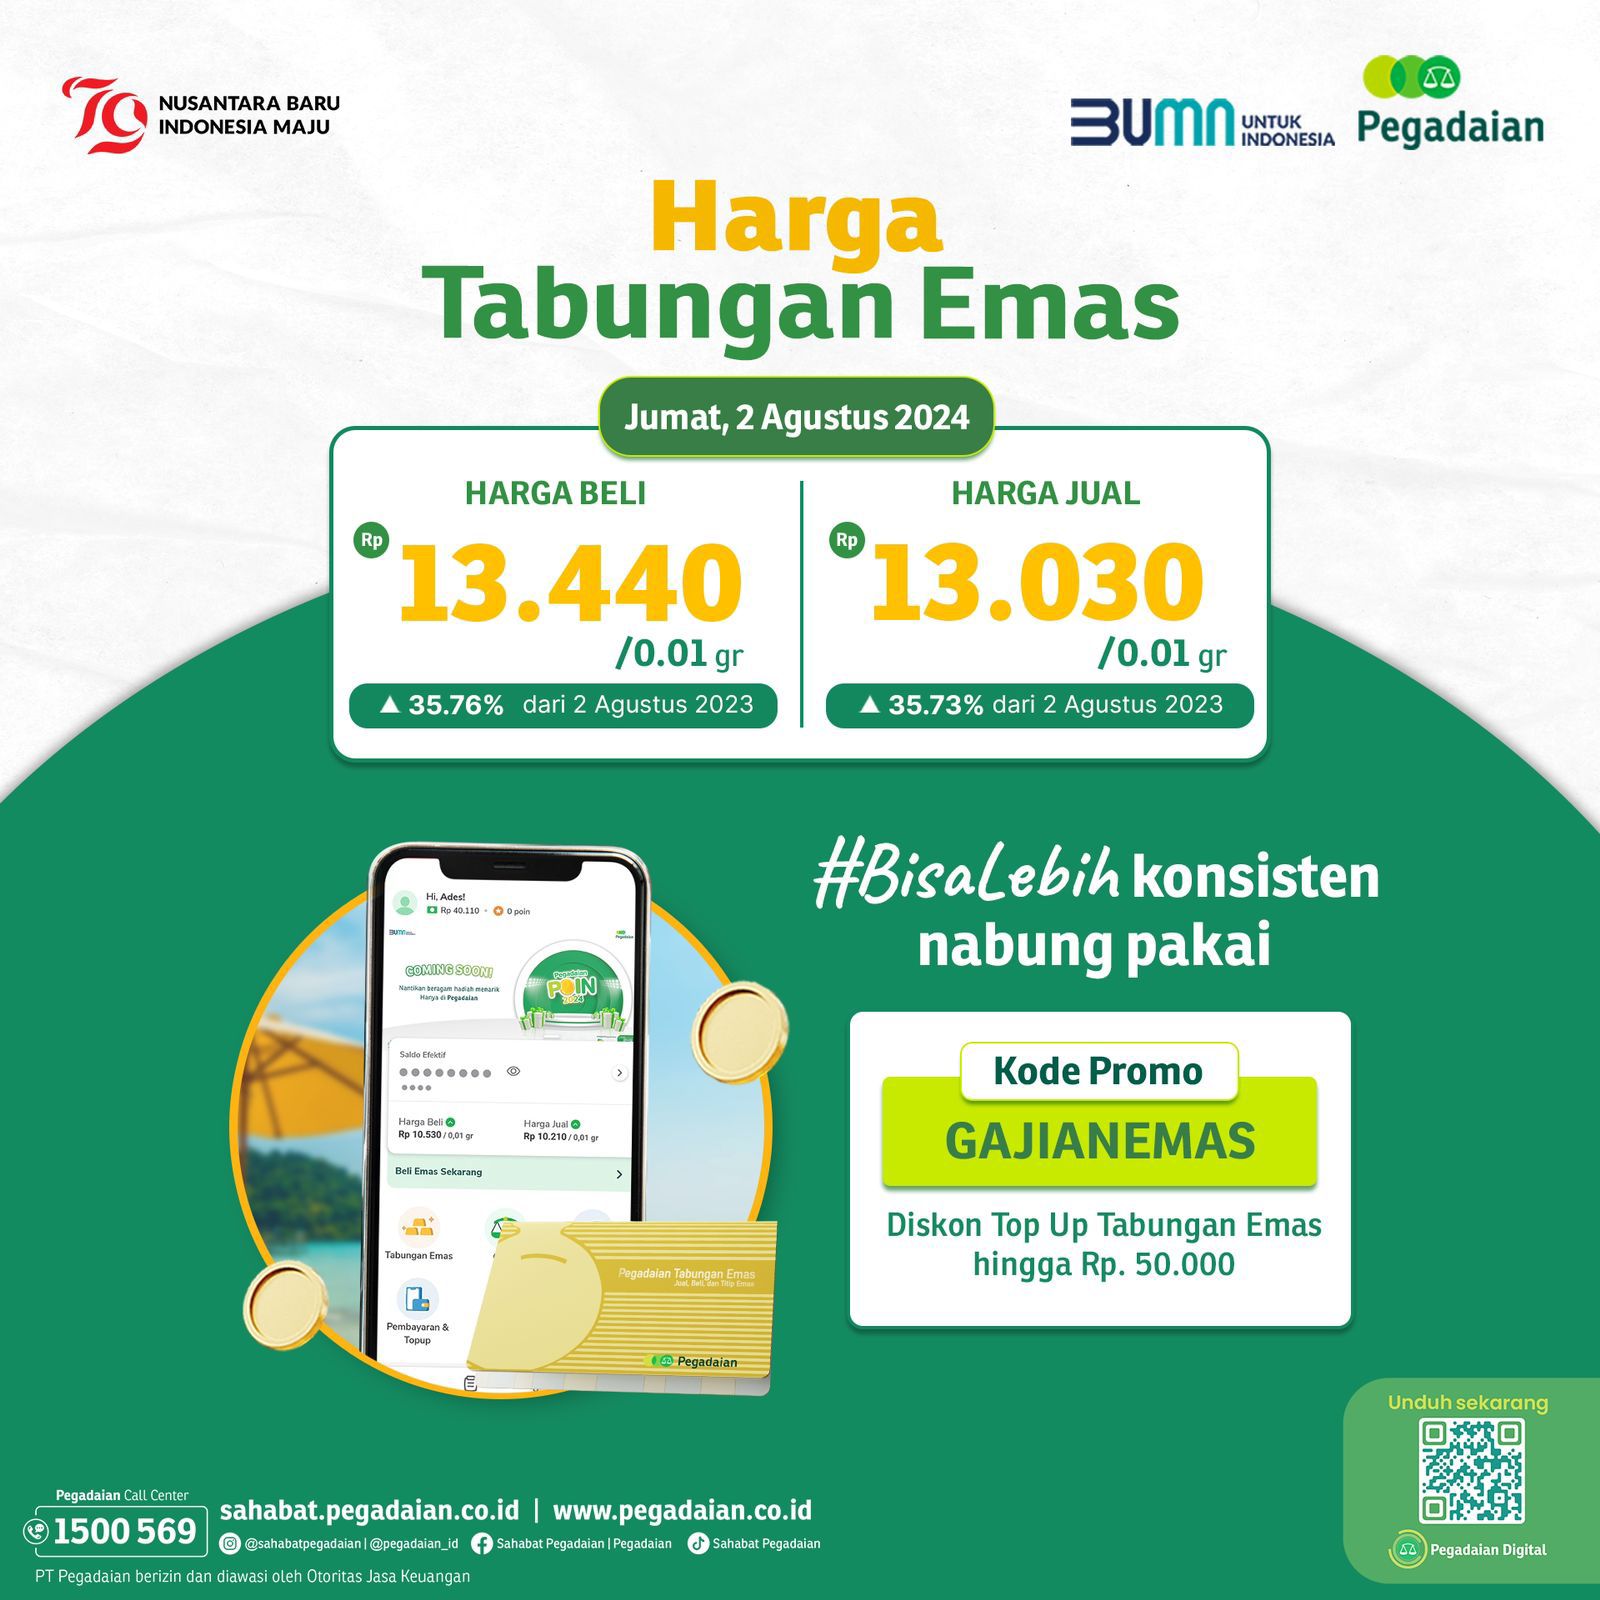 79 NUSANTARA BARU
INDONESIA MAJU
BUMN UNTUK
INDONESIA
Pegadaian
Harga
Tabungan Emas
Jumat, 2 Agustus 2024
HARGA BELI
Rp 13.440
/0.01 gr
▲ 35.76% dari 2 Agustus 2023
HARGA JUAL
Rp 13.030
/0.01 gr
▲ 35.73% dari 2 Agustus 2023
#BisaLebih konsisten
nabung pakai
Kode Promo
GAJIANEMAS
Diskon Top Up Tabungan Emas
hingga Rp. 50.000
Hi, Ades!
Rp 40.110 • 0 poin
BUMN
Pegadaian
COMING SOON!
Nantikan beragam hadiah menarik
Hanya di Pegadaian
Pegadaian
POIN
2024
Saldo Efektif
Harga Beli
Rp 10.530 / 0,01 gr
Harga Jual
Rp 10.210 / 0,01 gr
Beli Emas Sekarang
Tabungan Emas
Pembayaran &
Topup
Pegadaian Tabungan Emas
Jual, Beli, dan Titip Emas
Pegadaian
Unduh sekarang
Pegadaian Digital
Pegadaian Call Center
1500 569
sahabat.pegadaian.co.id | www.pegadaian.co.id
@sahabatpegadaian | @pegadaian_id Sahabat Pegadaian | Pegadaian Sahabat Pegadaian
PT Pegadaian berizin dan diawasi oleh Otoritas Jasa Keuangan